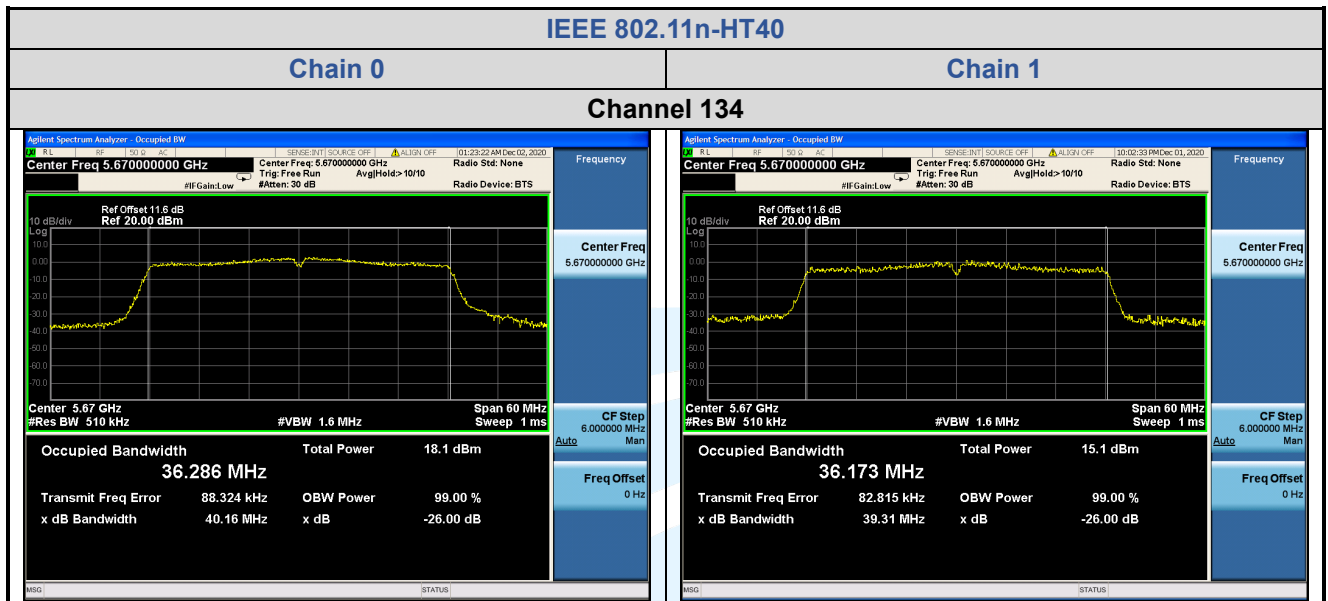 IEEE 802.11n-HT40
Chain 0
Chain 1
Channel 134
Agilent Spectrum Analyzer - Occupied BW
RL RF 50 Ω AC SENSE:INT SOURCE OFF ALIGN OFF 01:23:22 AM Dec 02, 2020
Center Freq 5.670000000 GHz
Center Freq: 5.670000000 GHz
Radio Std: None
Trig: Free Run Avg|Hold:> 10/10
#IFGain:Low
#Atten: 30 dB
Radio Device: BTS
Ref Offset 11.6 dB
10 dB/div Ref 20.00 dBm
Log
10.0
0.00
-10.0
-20.0
-30.0
-40.0
-50.0
-60.0
-70.0
Center 5.67 GHz Span 60 MHz
#Res BW 510 kHz #VBW 1.6 MHz Sweep 1 ms
Occupied Bandwidth Total Power 18.1 dBm
36.286 MHz
Transmit Freq Error 88.324 kHz OBW Power 99.00 %
x dB Bandwidth 40.16 MHz x dB -26.00 dB
MSG STATUS
Frequency
Center Freq
5.670000000 GHz
CF Step
6.000000 MHz
Auto Man
Freq Offset
0 Hz
Agilent Spectrum Analyzer - Occupied BW
RL RF 50 Ω AC SENSE:INT SOURCE OFF ALIGN OFF 10:02:33 PM Dec 01, 2020
Center Freq 5.670000000 GHz
Center Freq: 5.670000000 GHz
Radio Std: None
Trig: Free Run Avg|Hold:> 10/10
#IFGain:Low
#Atten: 30 dB
Radio Device: BTS
Ref Offset 11.6 dB
10 dB/div Ref 20.00 dBm
Log
10.0
0.00
-10.0
-20.0
-30.0
-40.0
-50.0
-60.0
-70.0
Center 5.67 GHz Span 60 MHz
#Res BW 510 kHz #VBW 1.6 MHz Sweep 1 ms
Occupied Bandwidth Total Power 15.1 dBm
36.173 MHz
Transmit Freq Error 82.815 kHz OBW Power 99.00 %
x dB Bandwidth 39.31 MHz x dB -26.00 dB
MSG STATUS
Frequency
Center Freq
5.670000000 GHz
CF Step
6.000000 MHz
Auto Man
Freq Offset
0 Hz